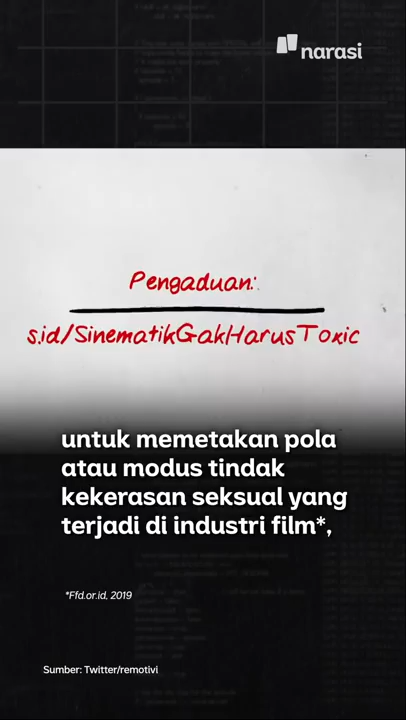 narasi
Pengaduan:
s.id/SinematikGakHarusToxic
untuk memetakan pola
atau modus tindak
kekerasan seksual yang
terjadi di industri film*,
*Ffd.or.id, 2019
Sumber: Twitter/remotivi